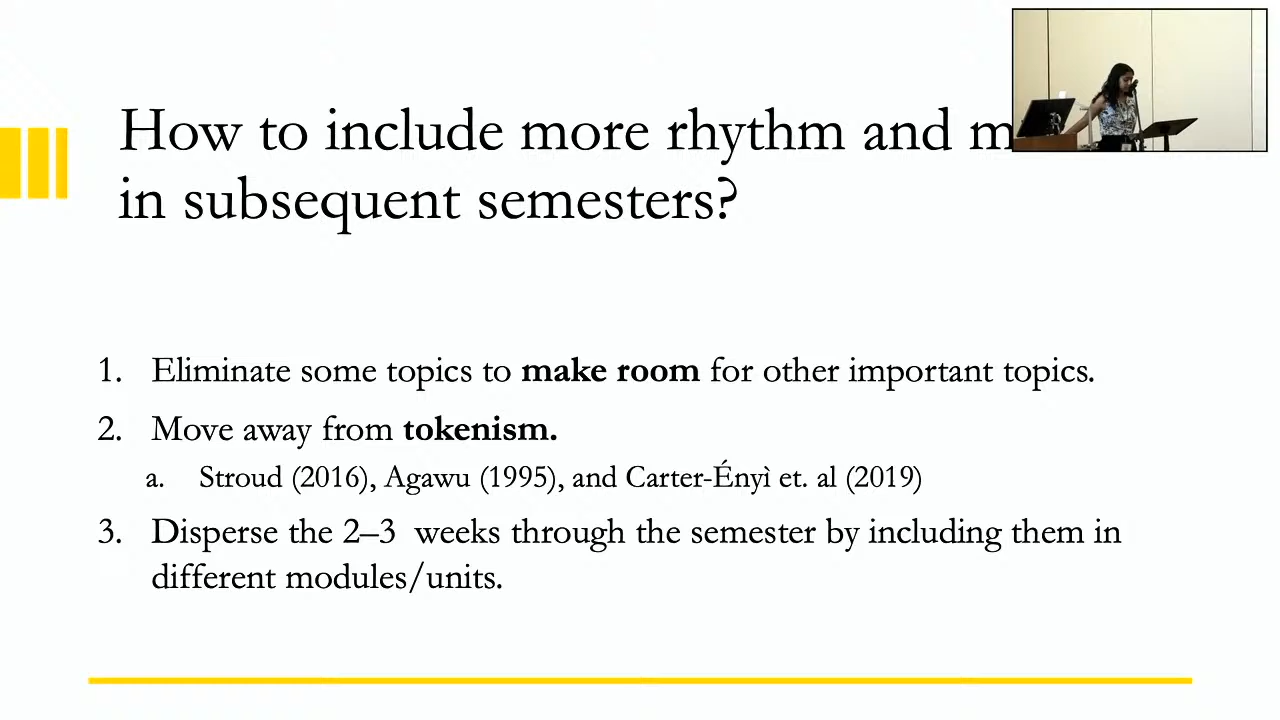 How to include more rhythm and
in subsequent semesters?
1. Eliminate some topics to make room for other important topics.
2. Move away from tokenism.
a. Stroud (2016), Agawu (1995), and Carter-Ényì et. al (2019)
3. Disperse the 2–3 weeks through the semester by including them in
different modules/units.